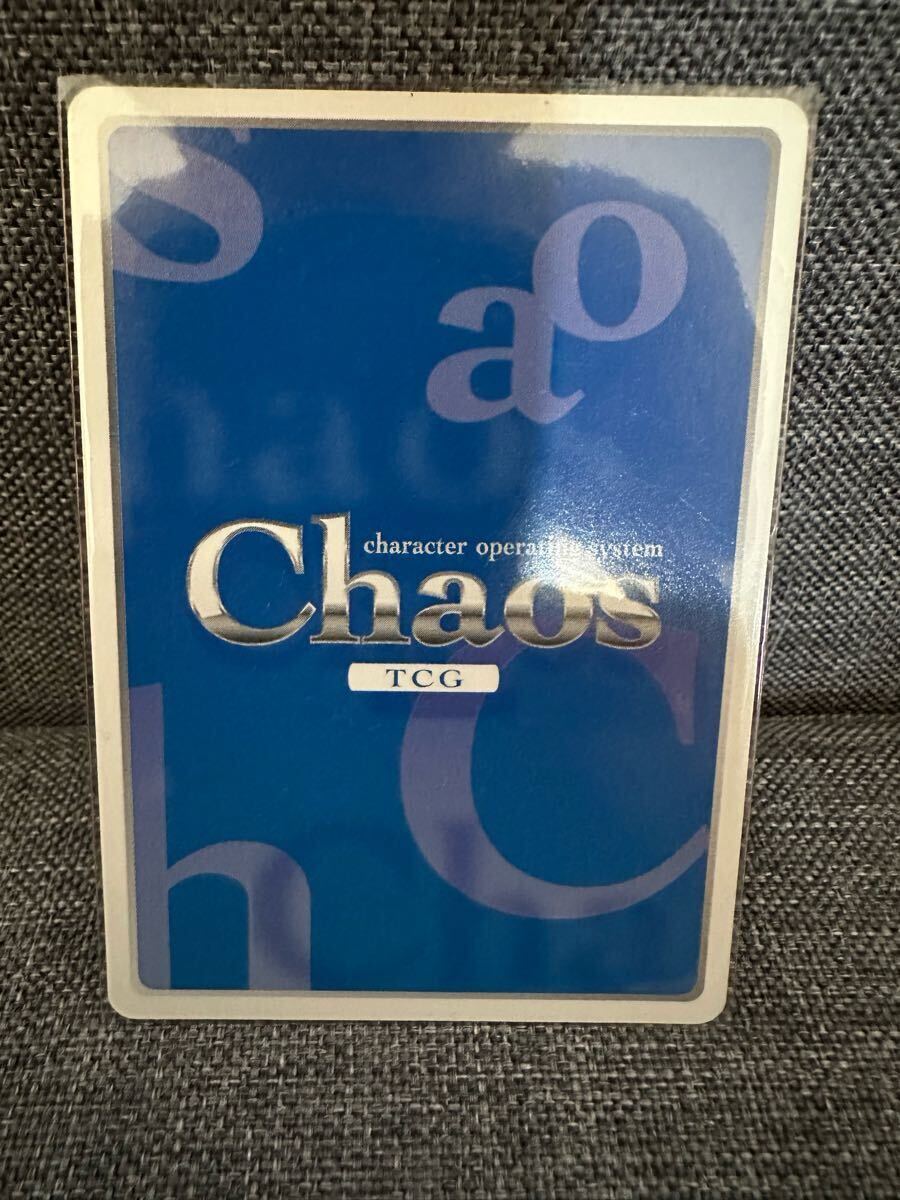 s
o
a
character operating system
Chaos
TCG
C
h